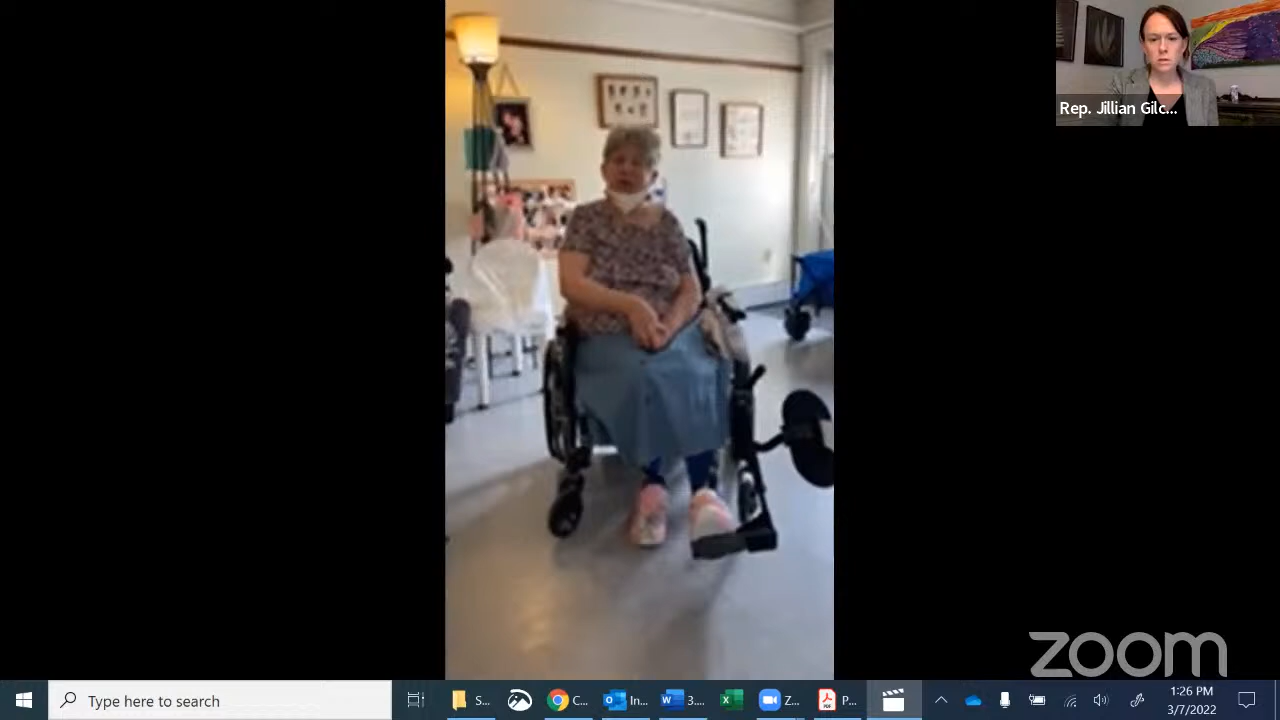 Rep. Jillian Gilc...
zoom
Type here to search
S...
C...
In...
3....
Z...
P...
1:26 PM
3/7/2022